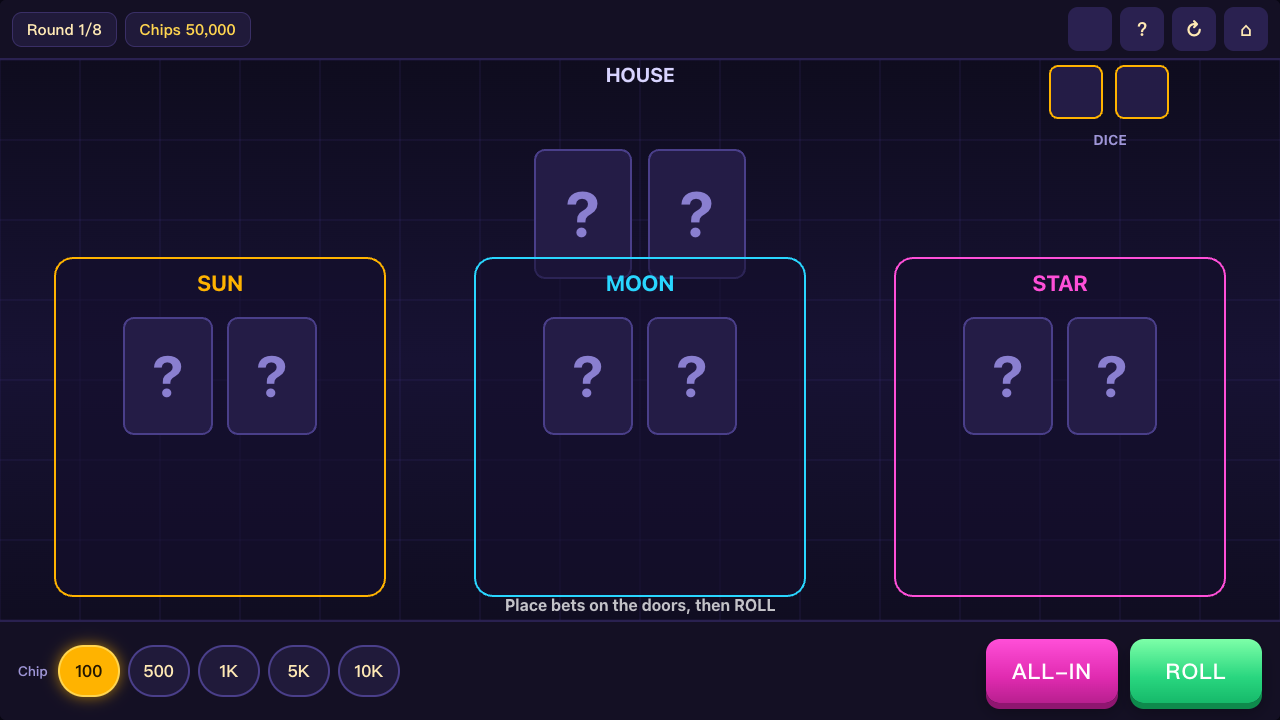 Round 1/8
Chips 50,000
?
HOUSE
DICE
? ?
SUN
MOON
STAR
? ?
? ?
? ?
Place bets on the doors, then ROLL
Chip
100
500
1K
5K
10K
ALL-IN
ROLL